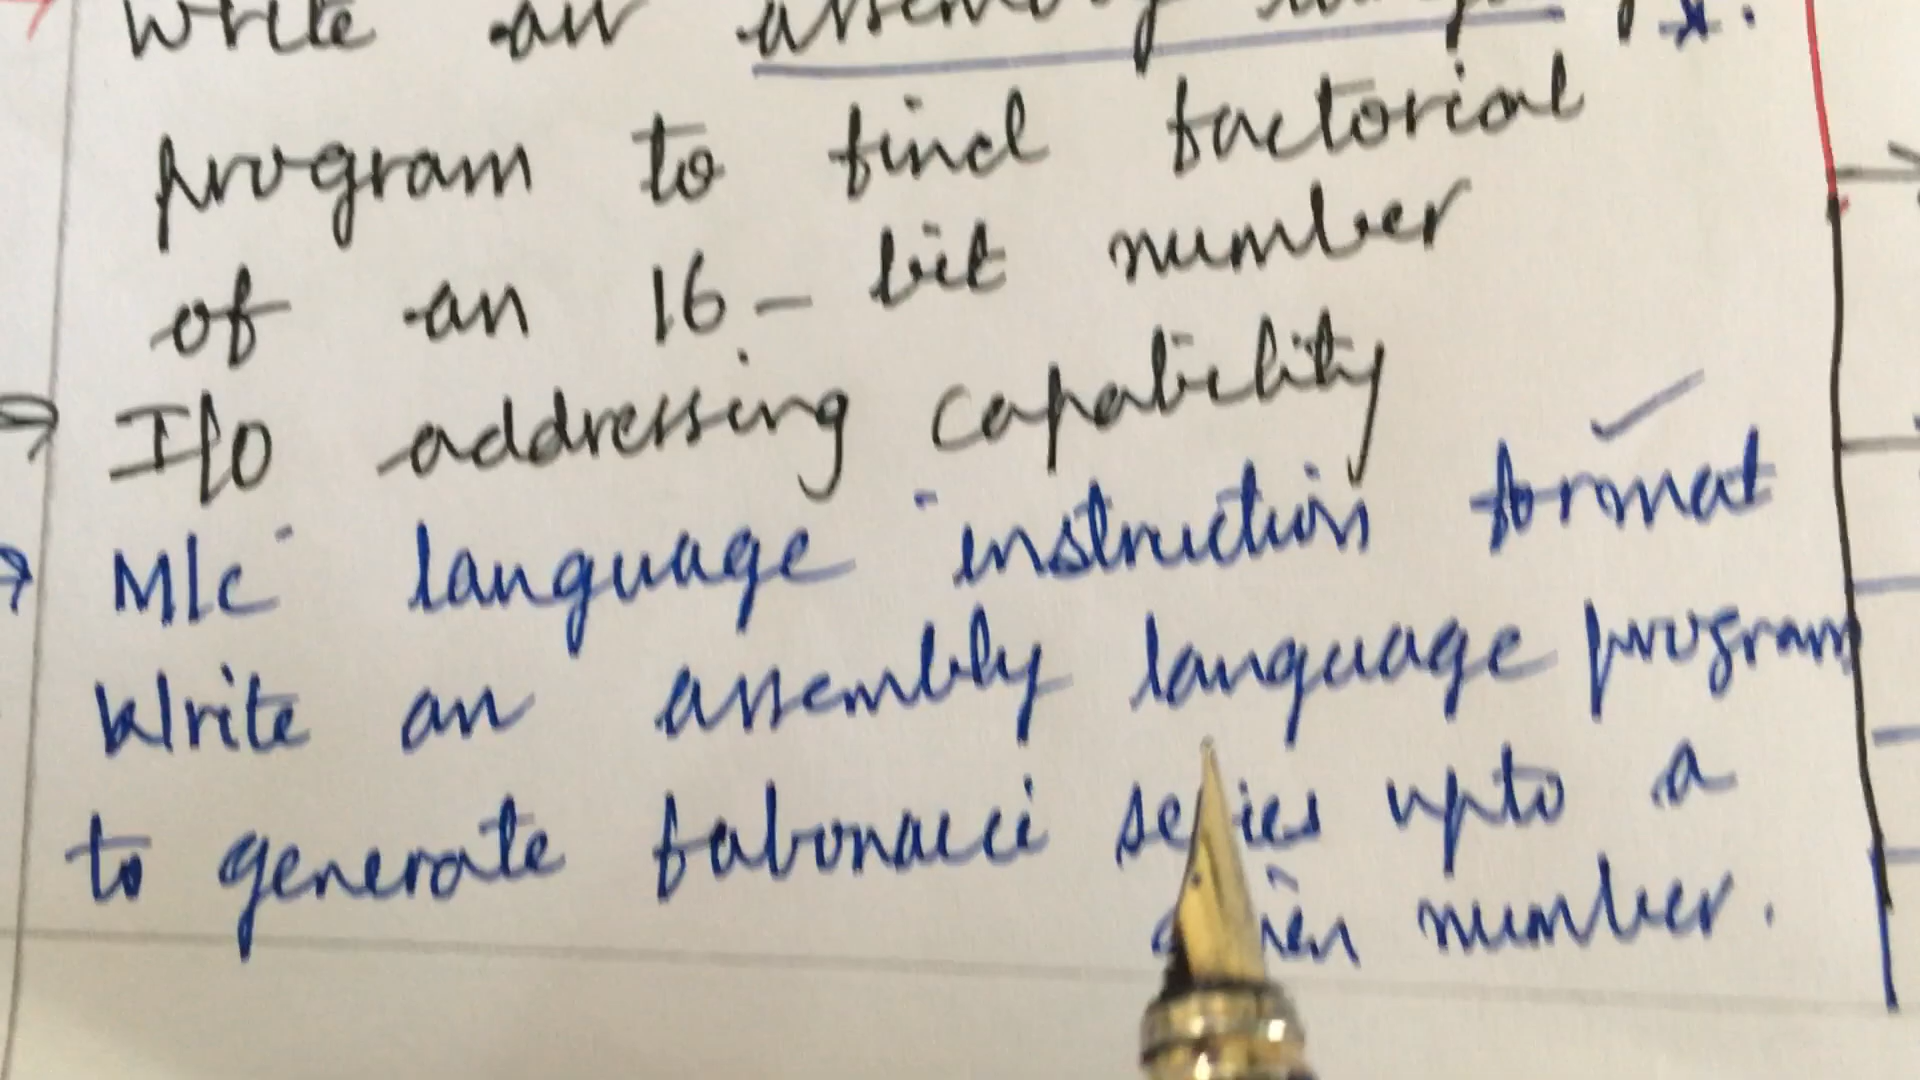 Write an assembly
program to find factorial
of an 16-bit number
I/O addressing capability
M/c language instruction format
Write an assembly language program
to generate fabonacci series upto a
number.